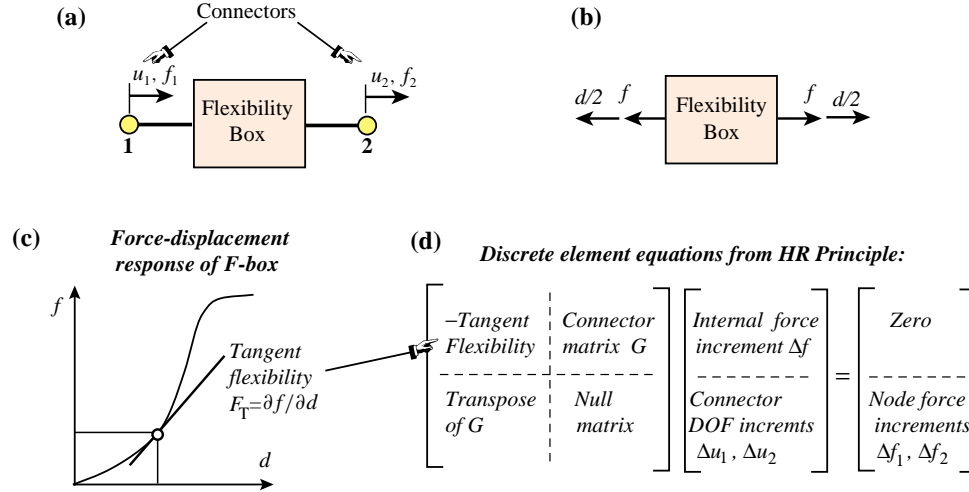 (a)
Connectors
u1, f1
u2, f2
Flexibility
Box
1
2
(b)
d/2
f
Flexibility
Box
f
d/2
(c)
Force-displacement
response of F-box
f
Tangent
flexibility
FT=∂f/∂d
d
(d)
Discrete element equations from HR Principle:
–Tangent
Flexibility
Connector
matrix G
Transpose
of G
Null
matrix
Internal force
increment Δf
Connector
DOF incremts
Δu1 , Δu2
=
Zero
Node force
increments
Δf1 , Δf2